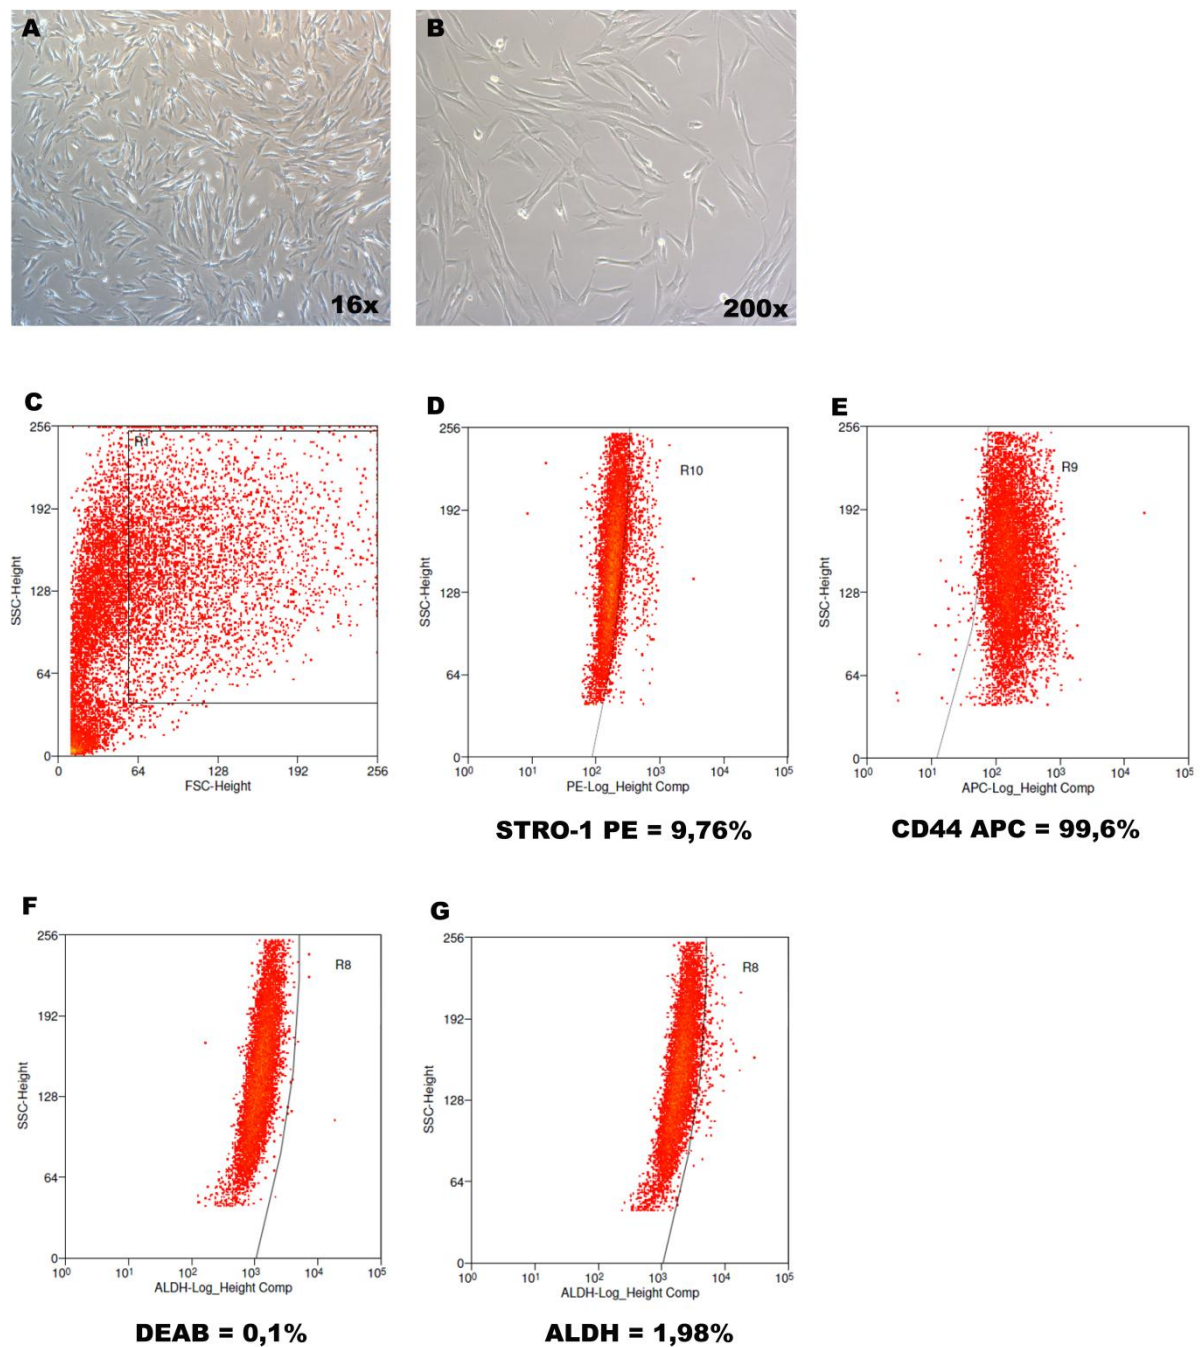 A
B
16x
200x
C
D
E
256
192
128
64
0
SSC-Height
R1
0
64
128
192
256
FSC-Height
256
192
128
64
0
SSC-Height
R10
10⁰
10¹
10²
10³
10⁴
10⁵
PE-Log_Height Comp
STRO-1 PE = 9,76%
256
192
128
64
0
SSC-Height
R9
10⁰
10¹
10²
10³
10⁴
10⁵
APC-Log_Height Comp
CD44 APC = 99,6%
F
G
256
192
128
64
0
SSC-Height
R8
10⁰
10¹
10²
10³
10⁴
10⁵
ALDH-Log_Height Comp
DEAB = 0,1%
256
192
128
64
0
SSC-Height
R8
10⁰
10¹
10²
10³
10⁴
10⁵
ALDH-Log_Height Comp
ALDH = 1,98%